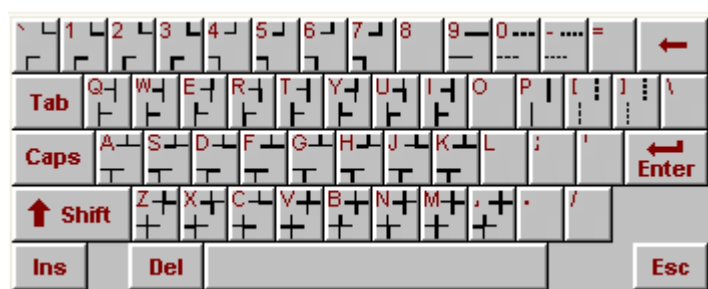 ` 1 2 3 4 5 6 7 8 9 0 - =
Tab Q W E R T Y U I O P [ ] \
Caps A S D F G H J K L ; ' Enter
Shift Z X C V B N M , . /
Ins Del Esc